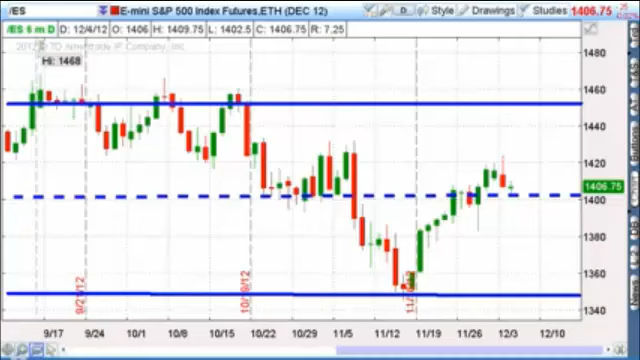 /ES E-mini S&P 500 Index Futures,ETH (DEC 12) D Style Drawings Studies 1406.75
/ES 6 m D D: 12/4/12 O: 1406 H: 1409.75 L: 1402.5 C: 1406.75 R: 7.25
Hi: 1468
1480
1460
1440
1420
1406.75
1400
1380
1360
1340
9/21/12
10/19/12
9/17 9/24 10/1 10/8 10/15 10/22 10/29 11/5 11/12 11/19 11/26 12/3 12/10